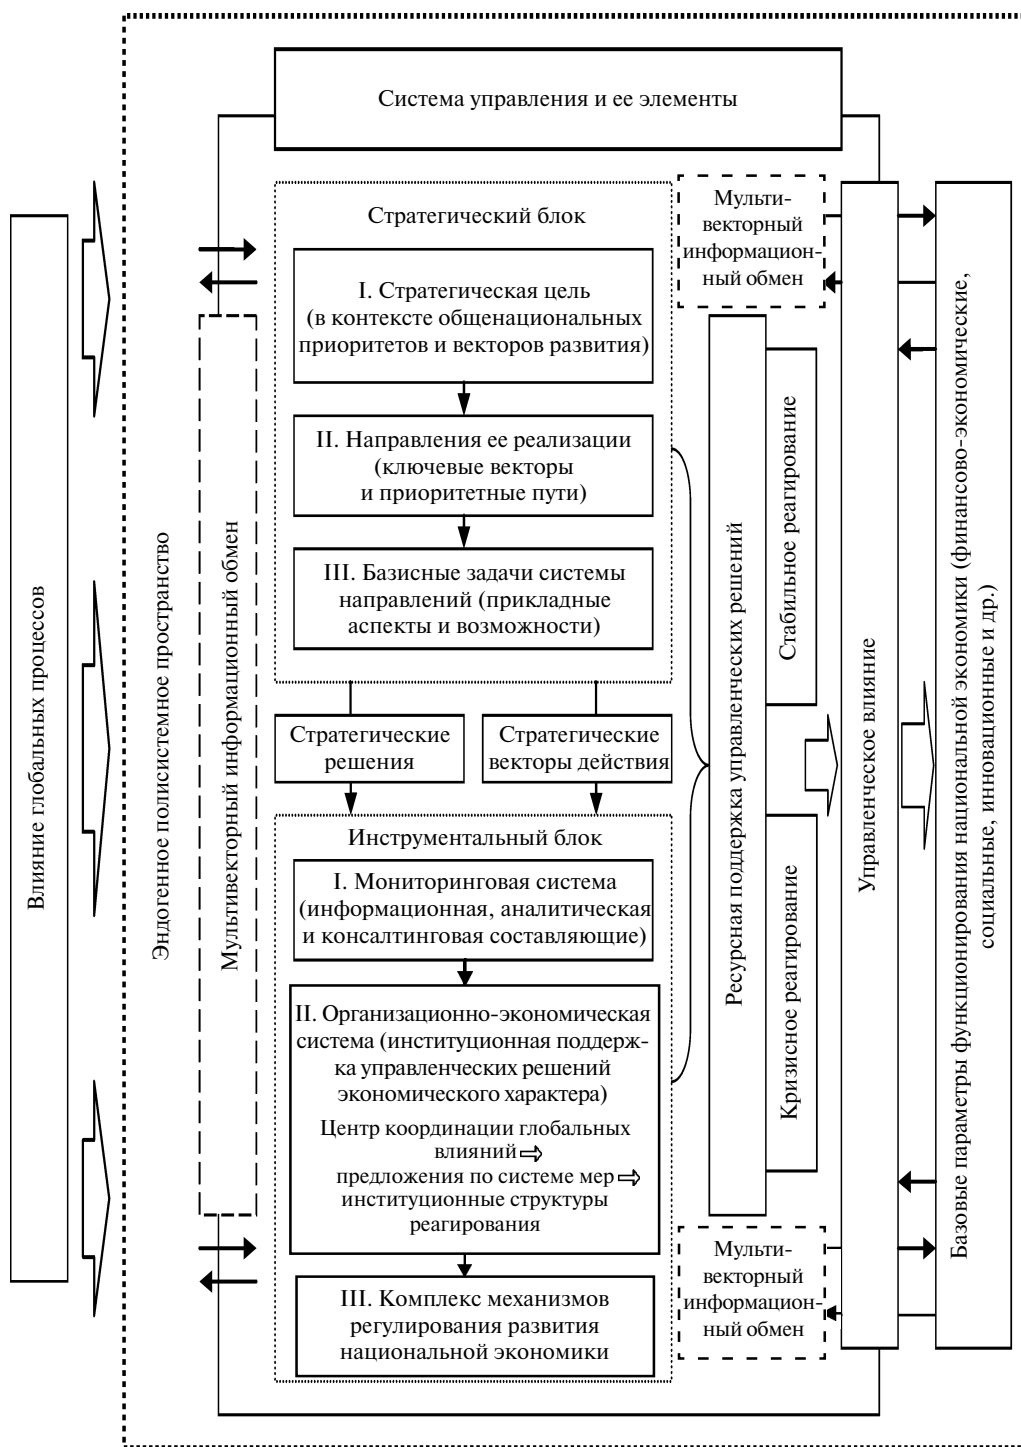 Система управления и ее элементы
Влияние глобальных процессов
Эндогенное полисистемное пространство
Мультивекторный информационный обмен
Стратегический блок
I. Стратегическая цель
(в контексте общенациональных
приоритетов и векторов развития)
II. Направления ее реализации
(ключевые векторы
и приоритетные пути)
III. Базисные задачи системы
направлений (прикладные
аспекты и возможности)
Стратегические
решения
Стратегические
векторы действия
Инструментальный блок
I. Мониторинговая система
(информационная, аналитическая
и консалтинговая составляющие)
II. Организационно-экономическая
система (институционная поддерж-
ка управленческих решений
экономического характера)
Центр координации глобальных
влияний ⇨
предложения по системе мер ⇨
институционные структуры
реагирования
III. Комплекс механизмов
регулирования развития
национальной экономики
Мульти-
векторный
информацион-
ный обмен
Ресурсная поддержка управленческих решений
Стабильное реагирование
Кризисное реагирование
Мульти-
векторный
информацион-
ный обмен
Управленческое влияние
Базовые параметры функционирования национальной экономики (финансово-экономические,
социальные, инновационные и др.)